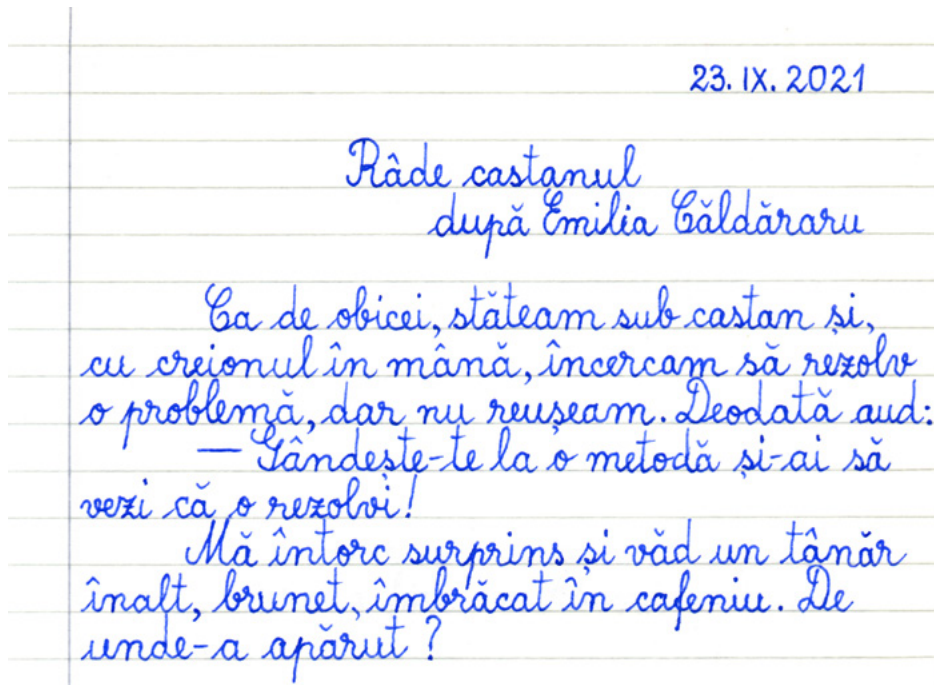 23. IX. 2021
Râde castanul
după Emilia Căldăraru
Ca de obicei, stăteam sub castan și,
cu creionul în mână, încercam să rezolv
o problemă, dar nu reușeam. Deodată aud:
— Gândește-te la o metodă și-ai să
vezi că o rezolvi!
Mă întorc surprins și văd un tânăr
înalt, brunet, îmbrăcat în cafeniu. De
unde-a apărut?